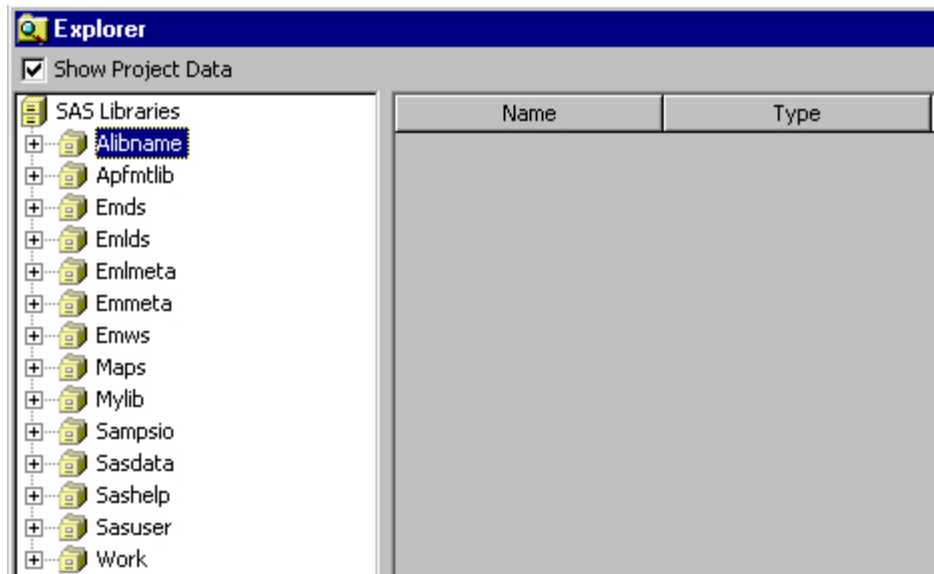 Explorer
Show Project Data
SAS Libraries
Name Type
Alibname
Apfmtlib
Emds
Emlds
Emlmeta
Emmeta
Emws
Maps
Mylib
Sampsio
Sasdata
Sashelp
Sasuser
Work